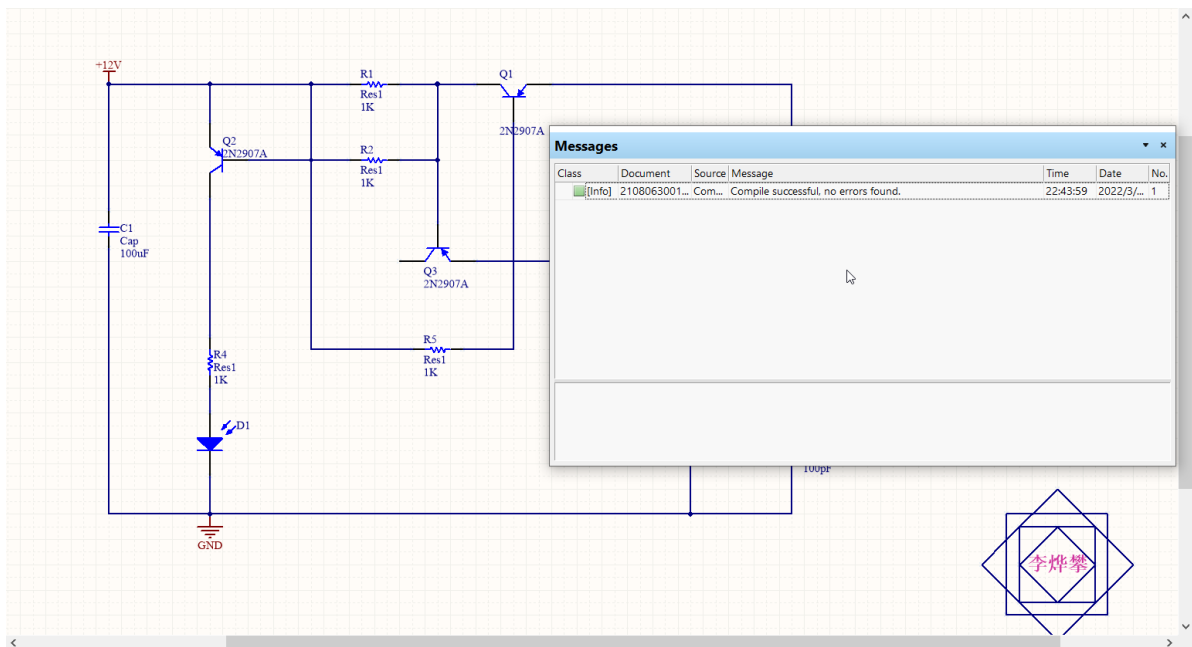 +12V
R1
Res1
1K
Q1
2N2907A
Q2
2N2907A
R2
Res1
1K
C1
Cap
100uF
Q3
2N2907A
R5
Res1
1K
R4
Res1
1K
D1
GND
100pF
Messages
Class Document Source Message Time Date No.
[Info] 2108063001... Com... Compile successful, no errors found. 22:43:59 2022/3/... 1
李烨攀